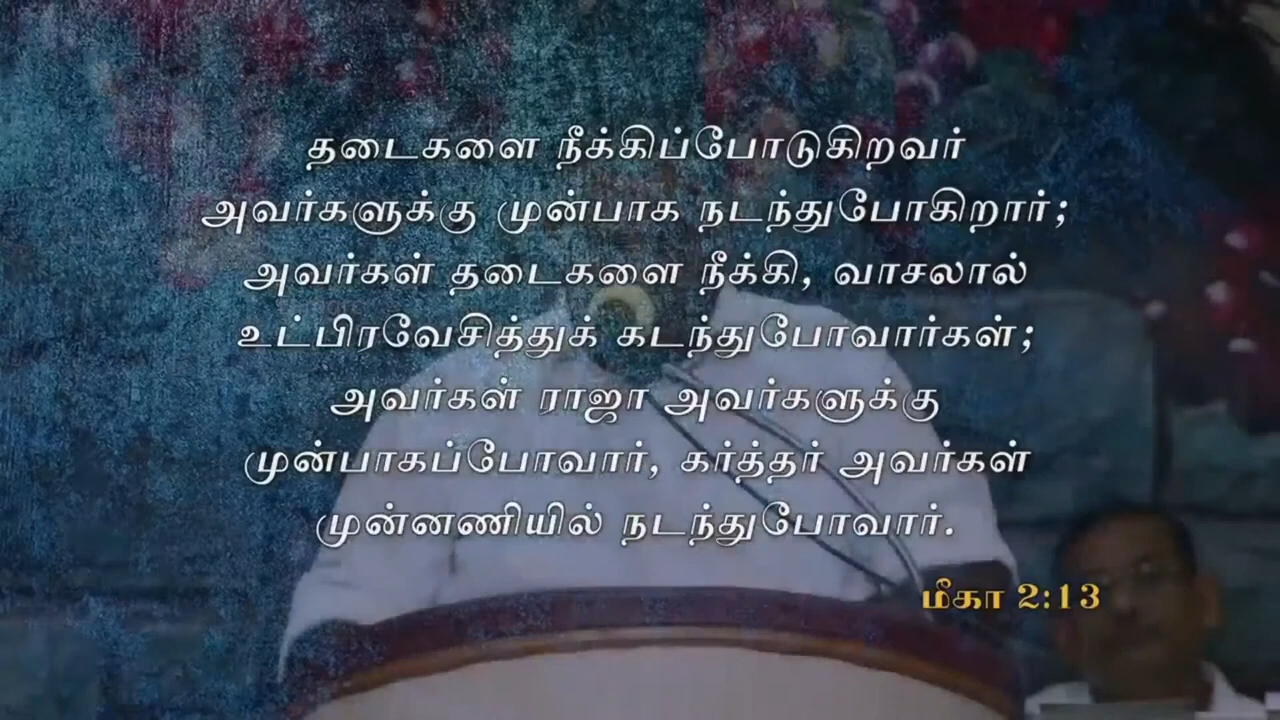 தடைகளை நீக்கிப்போடுகிறவர்
அவர்களுக்கு முன்பாக நடந்துபோகிறார்;
அவர்கள் தடைகளை நீக்கி, வாசலால்
உட்பிரவேசித்துக் கடந்துபோவார்கள்;
அவர்கள் ராஜா அவர்களுக்கு
முன்பாகப்போவார், கர்த்தர் அவர்கள்
முன்னணியில் நடந்துபோவார்.
மீகா 2:13